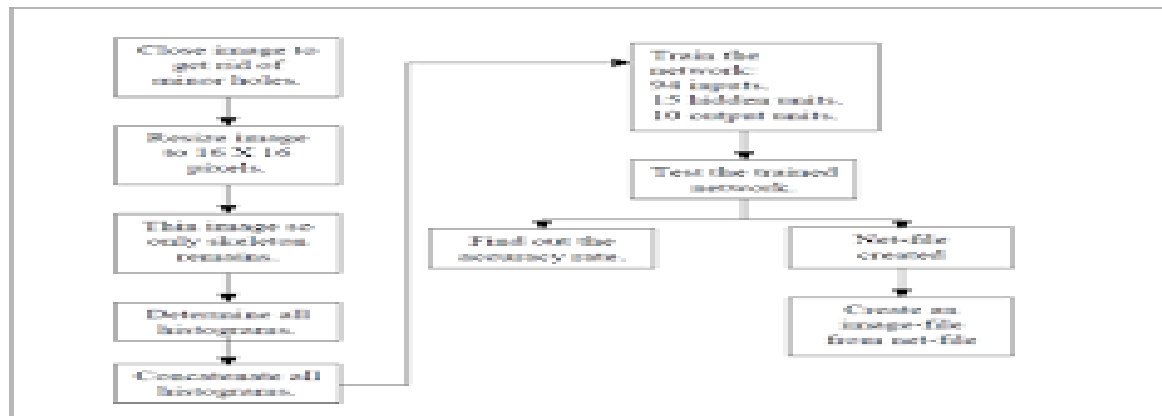 Close image to
get rid of
minor holes.
Resize image
to 16 X 16
pixels.
Thin image so
only skeleton
remains.
Determine all
histograms.
Concatenate all
histograms.
Train the
network:
94 inputs.
15 hidden units.
10 output units.
Test the trained
network.
Find out the
accuracy rate.
Net-file
created
Create an
image-file
from net-file